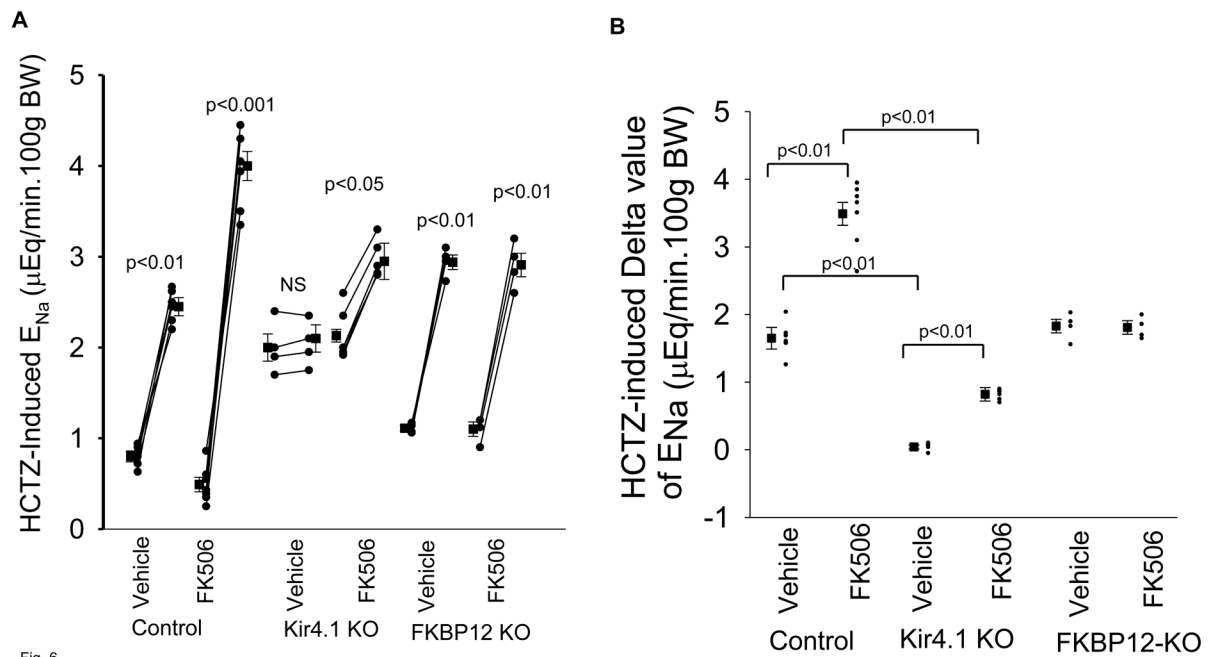 A
B
HCTZ-Induced E_Na (μEq/min.100g BW)
5
4
3
2
1
0
p<0.01
p<0.001
NS
p<0.05
p<0.01
p<0.01
Vehicle
FK506
Vehicle
FK506
Vehicle
FK506
Control
Kir4.1 KO
FKBP12 KO
HCTZ-induced Delta value
of E_Na (μEq/min.100g BW)
5
4
3
2
1
0
-1
p<0.01
p<0.01
p<0.01
p<0.01
Vehicle
FK506
Vehicle
FK506
Vehicle
FK506
Control
Kir4.1 KO
FKBP12-KO